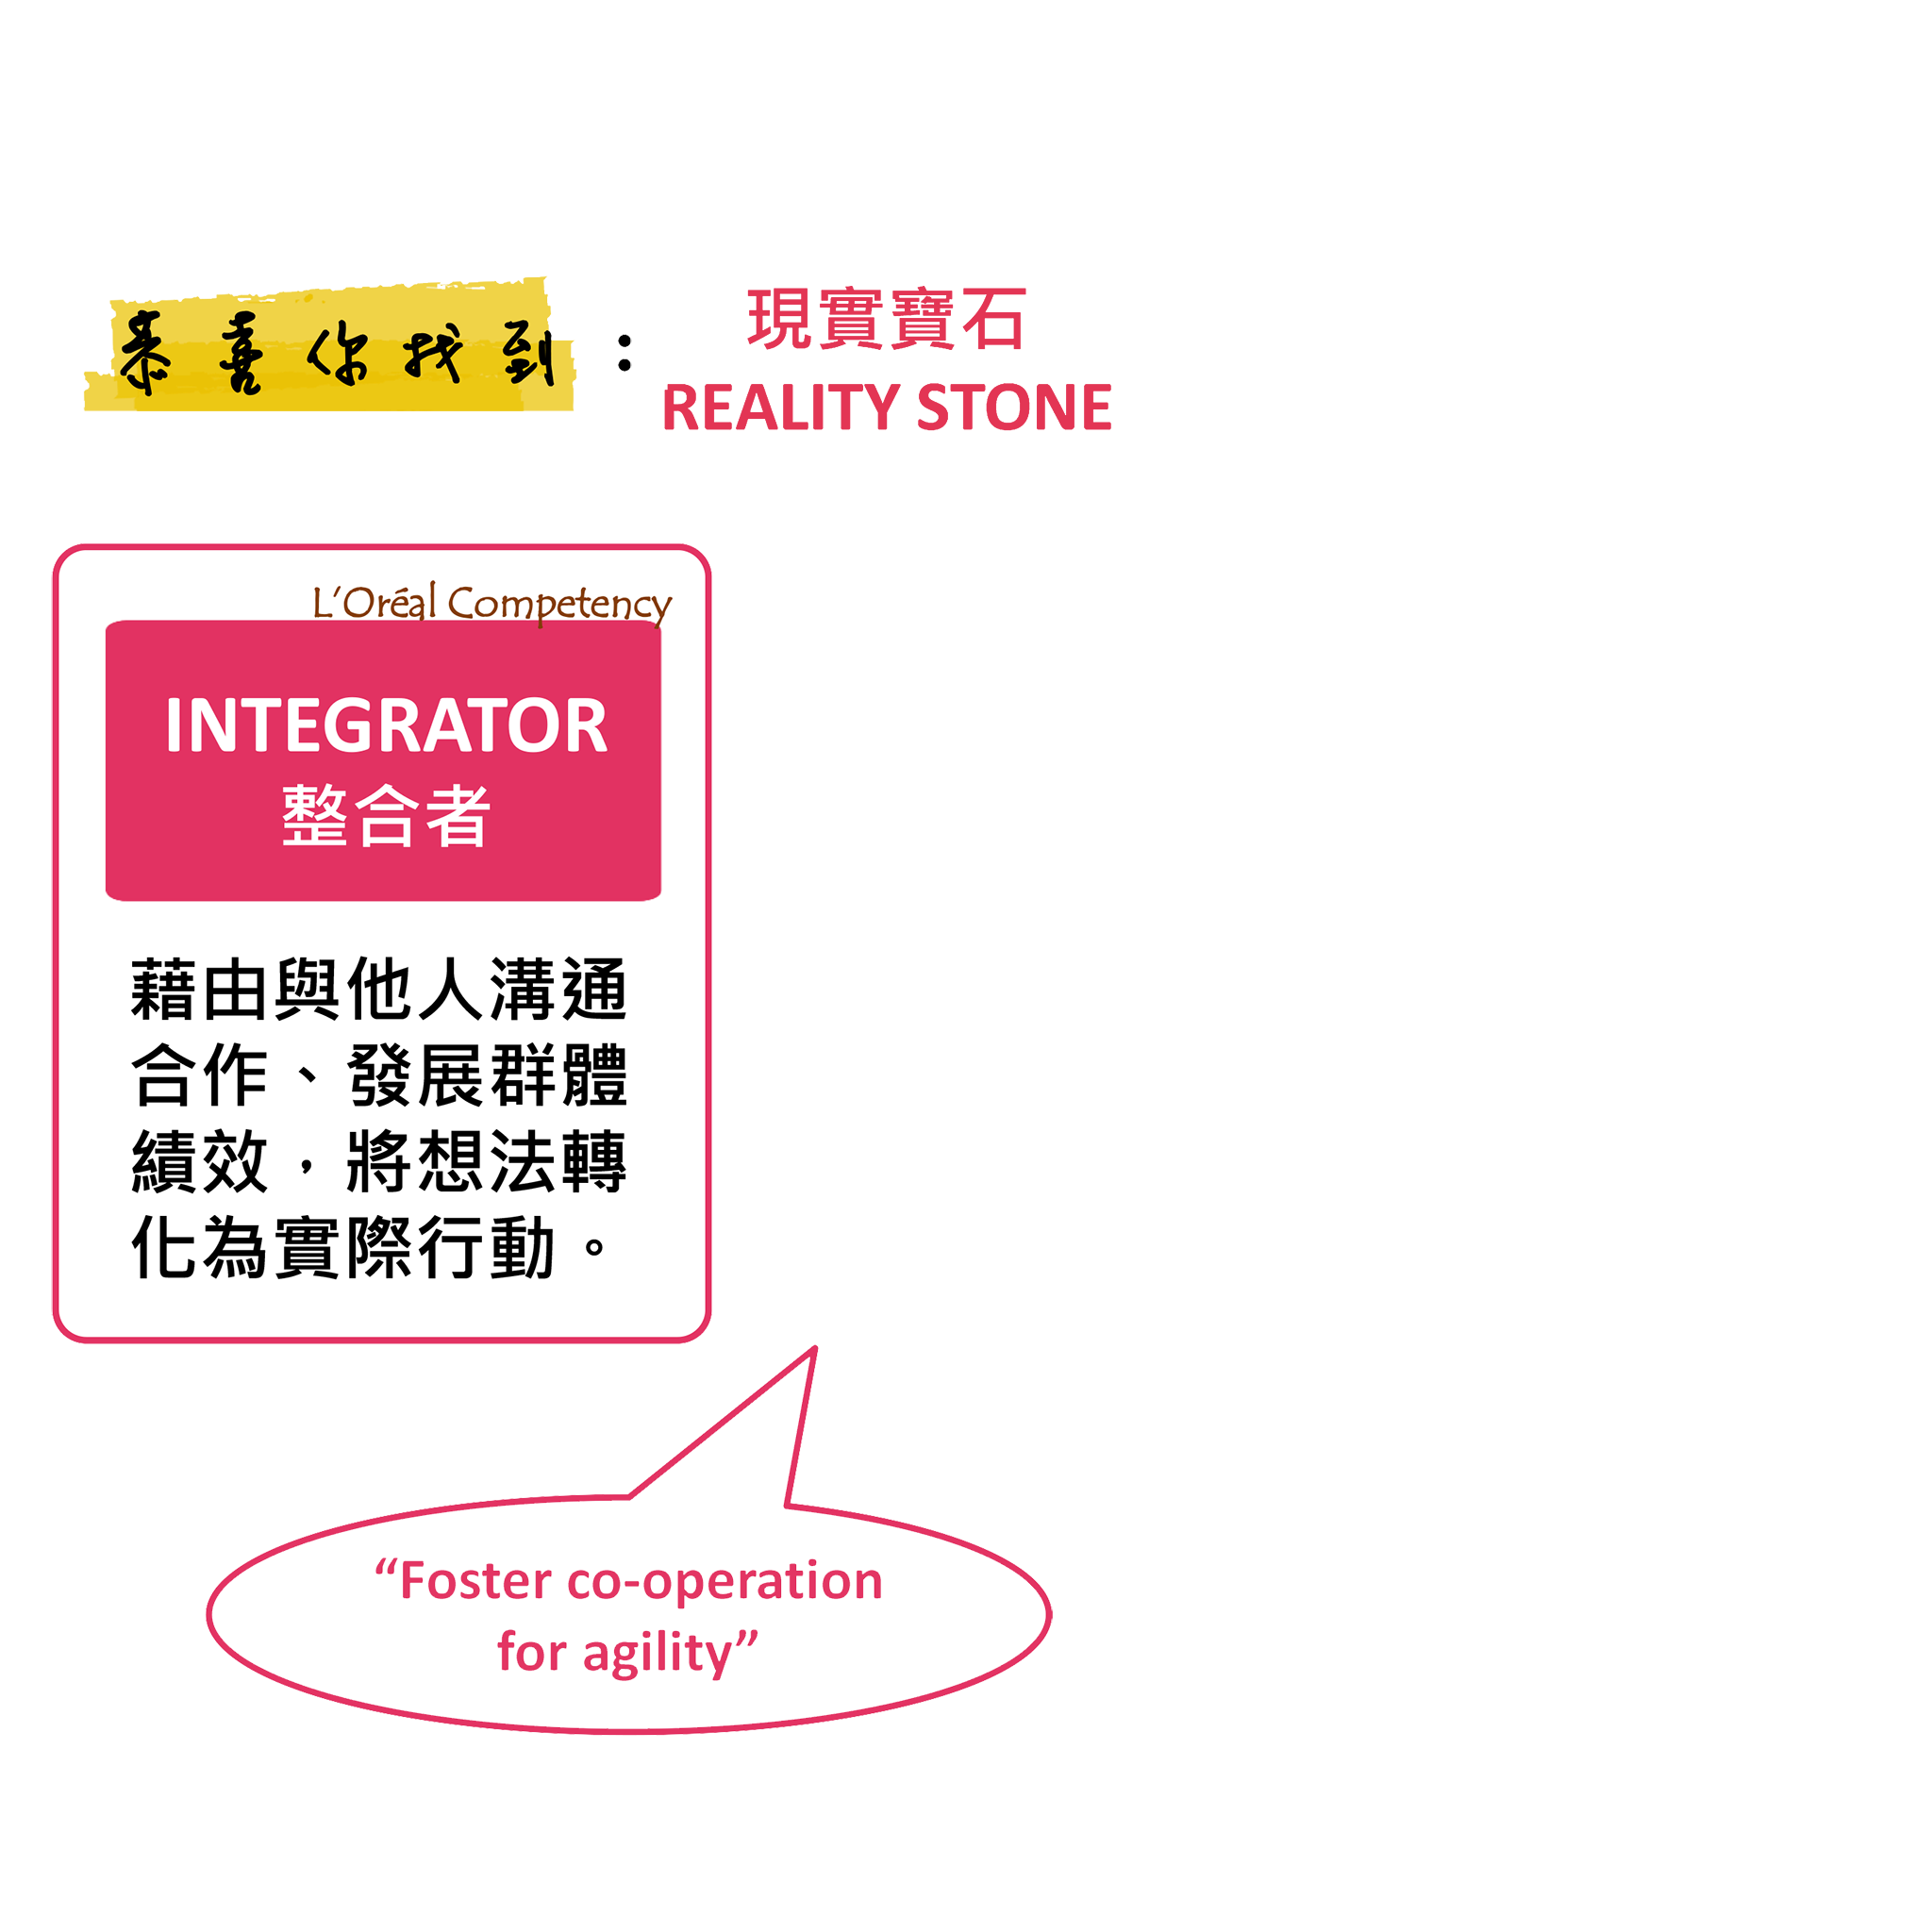 恭喜你找到：
現實寶石
REALITY STONE
L'Oréal Competency
INTEGRATOR
整合者
藉由與他人溝通
合作、發展群體
績效，將想法轉
化為實際行動。
“Foster co-operation
for agility”